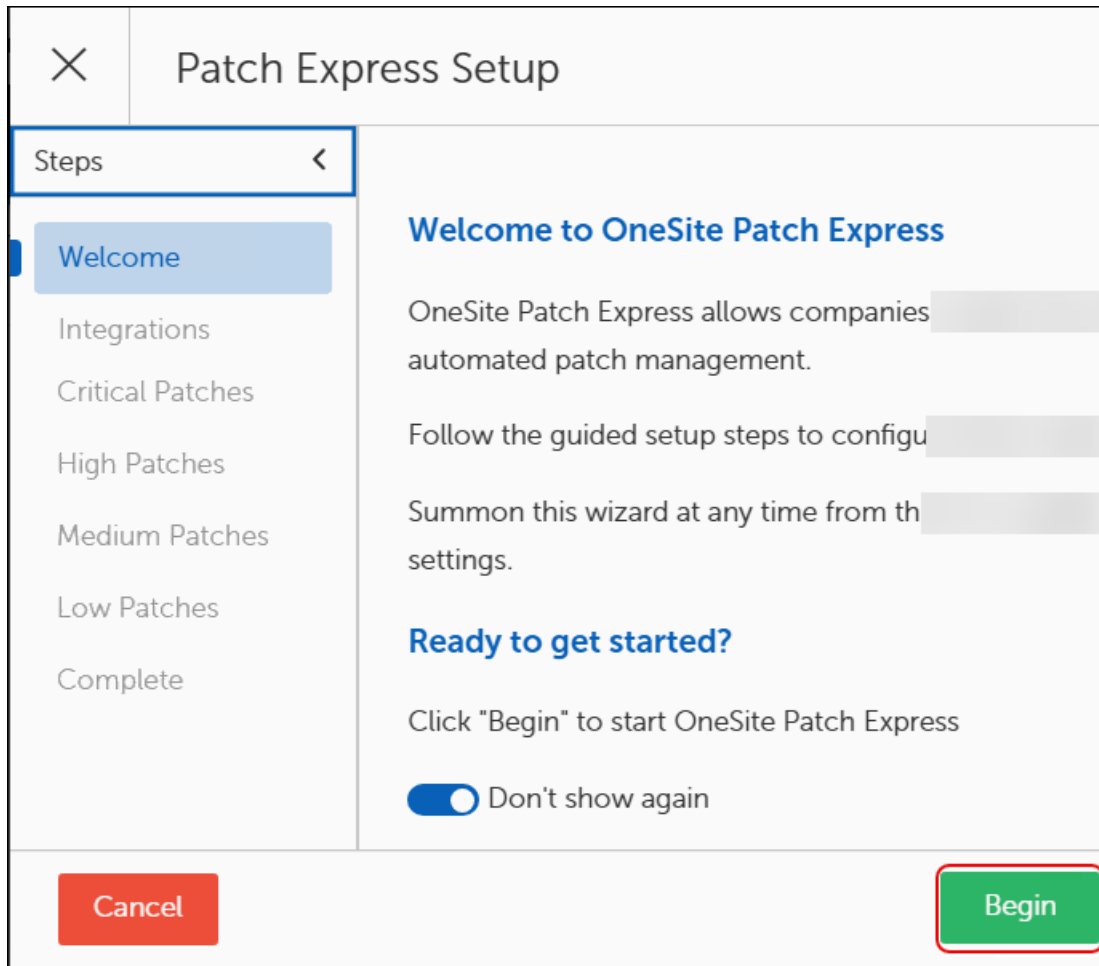 Patch Express Setup
Steps
Welcome
Integrations
Critical Patches
High Patches
Medium Patches
Low Patches
Complete
Welcome to OneSite Patch Express
OneSite Patch Express allows companies
automated patch management.
Follow the guided setup steps to configu
Summon this wizard at any time from th
settings.
Ready to get started?
Click "Begin" to start OneSite Patch Express
Don't show again
Cancel
Begin